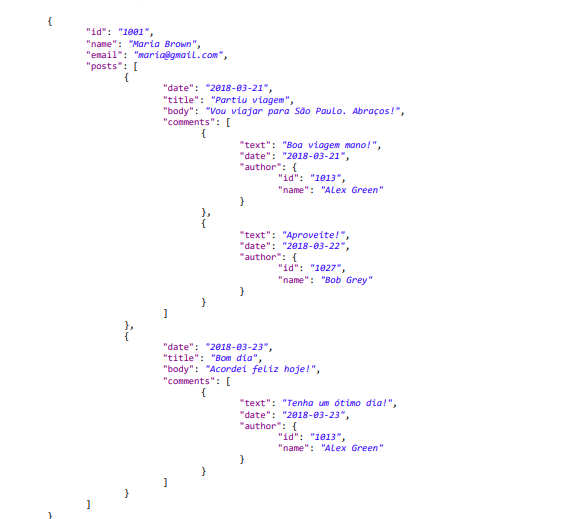 {
"id": "1001",
"name": "Maria Brown",
"email": "maria@gmail.com",
"posts": [
{
"date": "2018-03-21",
"title": "Partiu viagem",
"body": "Vou viajar para São Paulo. Abraços!",
"comments": [
{
"text": "Boa viagem mano!",
"date": "2018-03-21",
"author": {
"id": "1013",
"name": "Alex Green"
}
},
{
"text": "Aproveite!",
"date": "2018-03-22",
"author": {
"id": "1027",
"name": "Bob Grey"
}
}
]
},
{
"date": "2018-03-23",
"title": "Bom dia",
"body": "Acordei feliz hoje!",
"comments": [
{
"text": "Tenha um ótimo dia!",
"date": "2018-03-23",
"author": {
"id": "1013",
"name": "Alex Green"
}
}
]
}
]
}